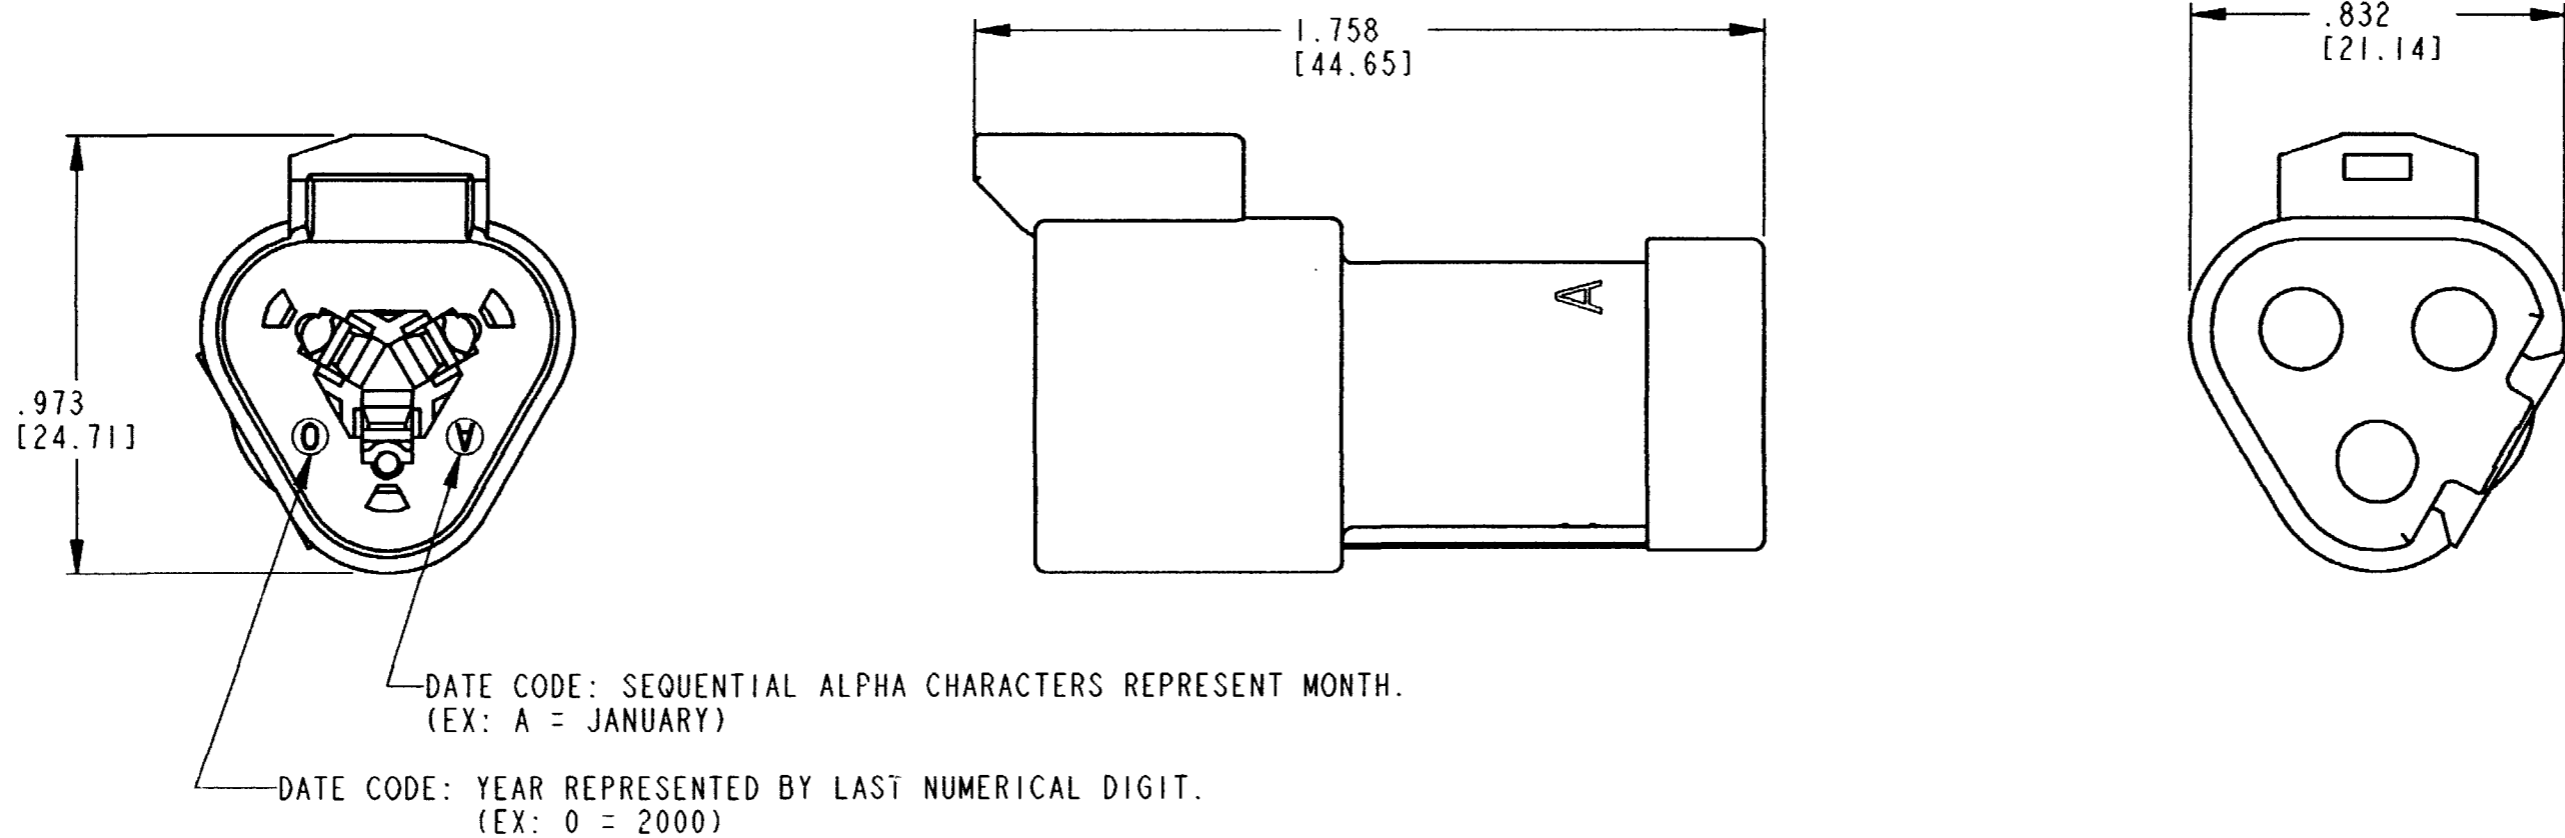 1.758
[44.65]
.832
[21.14]
.973
[24.71]
A
0
A
DATE CODE: SEQUENTIAL ALPHA CHARACTERS REPRESENT MONTH.
(EX: A = JANUARY)
DATE CODE: YEAR REPRESENTED BY LAST NUMERICAL DIGIT.
(EX: 0 = 2000)